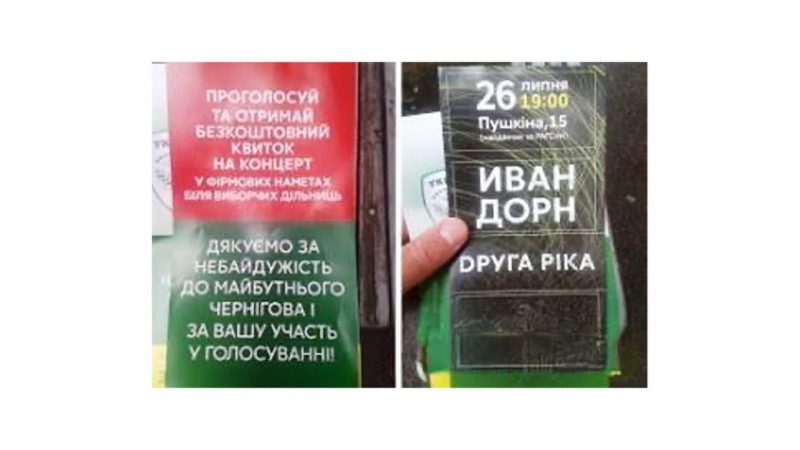 ПРОГОЛОСУЙ
ТА ОТРИМАЙ
БЕЗКОШТОВНИЙ
КВИТОК
НА КОНЦЕРТ
У ФІРМОВИХ НАМЕТАХ
БІЛЯ ВИБОРЧИХ ДІЛЬНИЦЬ
ДЯКУЄМО ЗА
НЕБАЙДУЖІСТЬ
ДО МАЙБУТНЬОГО
ЧЕРНІГОВА І
ЗА ВАШУ УЧАСТЬ
У ГОЛОСУВАННІ!
26 ЛИПНЯ
19:00
Пушкіна, 15
ИВАН
ДОРН
DРУГА РІКА